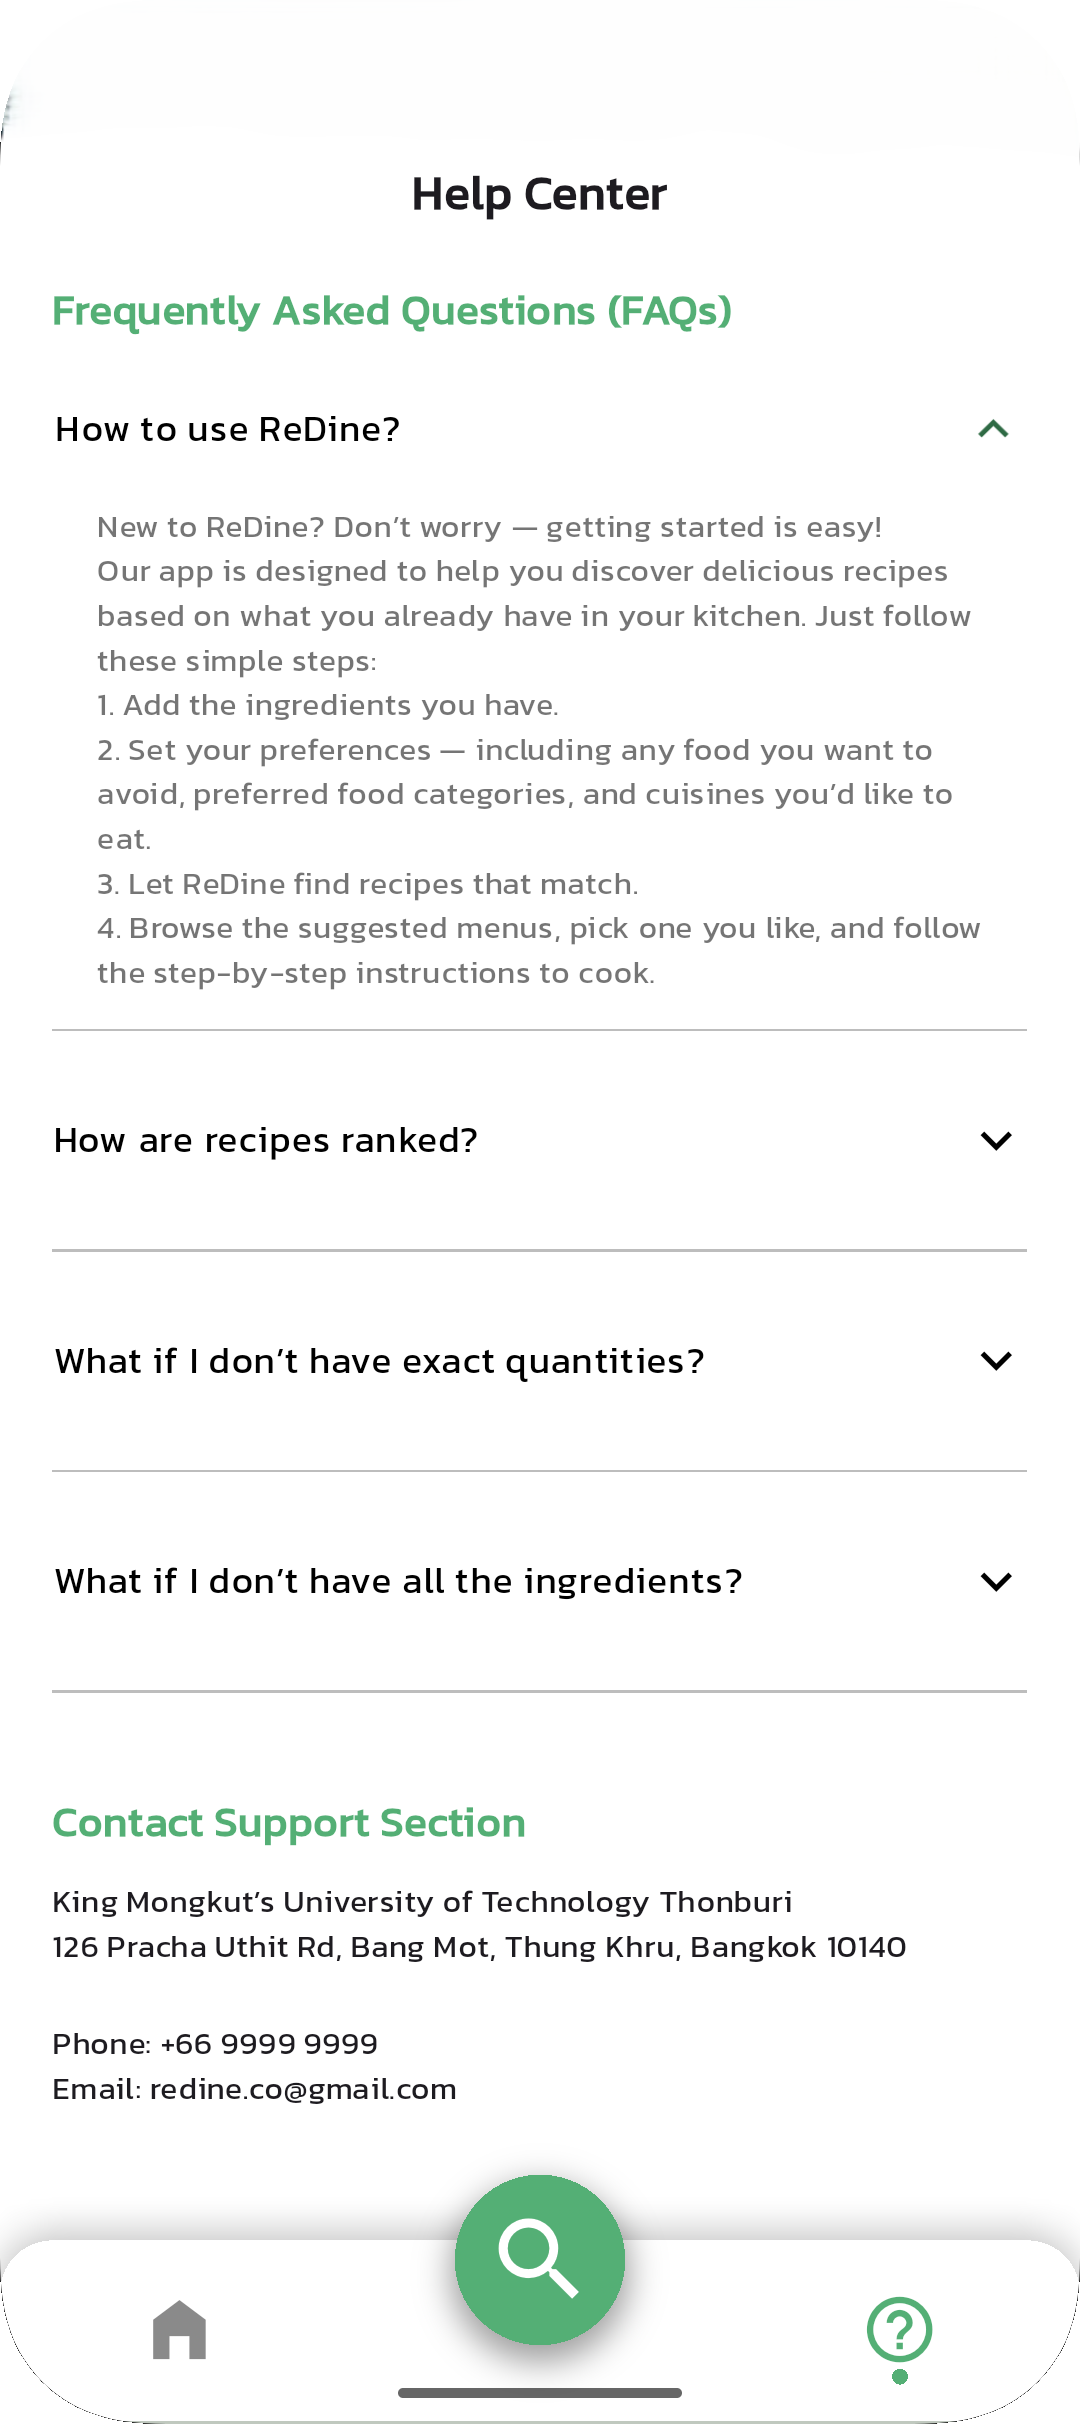 Help Center
Frequently Asked Questions (FAQs)
How to use ReDine?
New to ReDine? Don’t worry — getting started is easy!
Our app is designed to help you discover delicious recipes
based on what you already have in your kitchen. Just follow
these simple steps:
1. Add the ingredients you have.
2. Set your preferences — including any food you want to
avoid, preferred food categories, and cuisines you’d like to
eat.
3. Let ReDine find recipes that match.
4. Browse the suggested menus, pick one you like, and follow
the step-by-step instructions to cook.
How are recipes ranked?
What if I don’t have exact quantities?
What if I don’t have all the ingredients?
Contact Support Section
King Mongkut’s University of Technology Thonburi
126 Pracha Uthit Rd, Bang Mot, Thung Khru, Bangkok 10140
Phone: +66 9999 9999
Email: redine.co@gmail.com